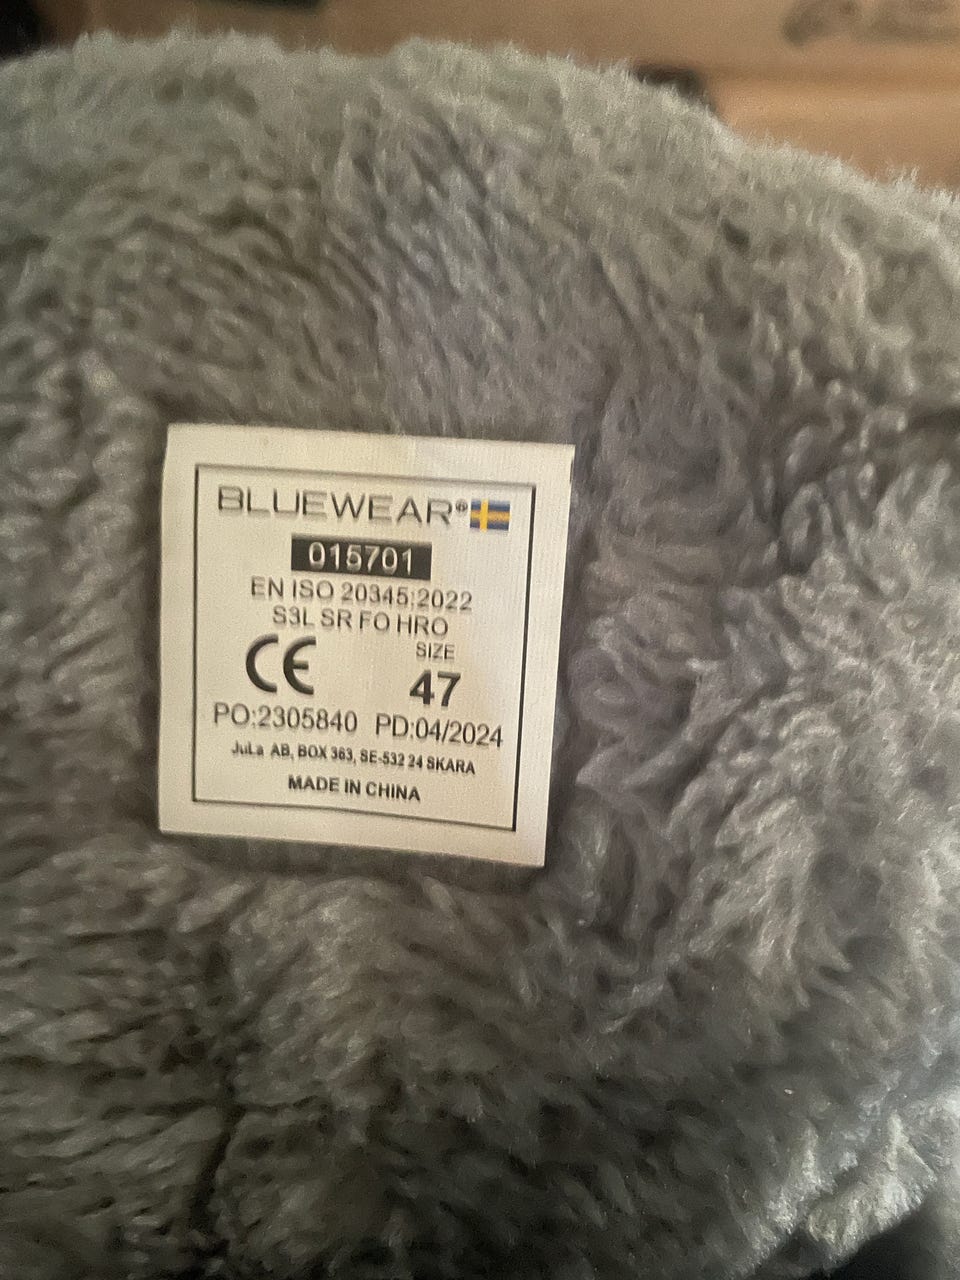 BLUEWEAR®
015701
EN ISO 20345:2022
S3L SR FO HRO
CE SIZE
47
PO:2305840 PD:04/2024
JuLa AB, BOX 363, SE-532 24 SKARA
MADE IN CHINA